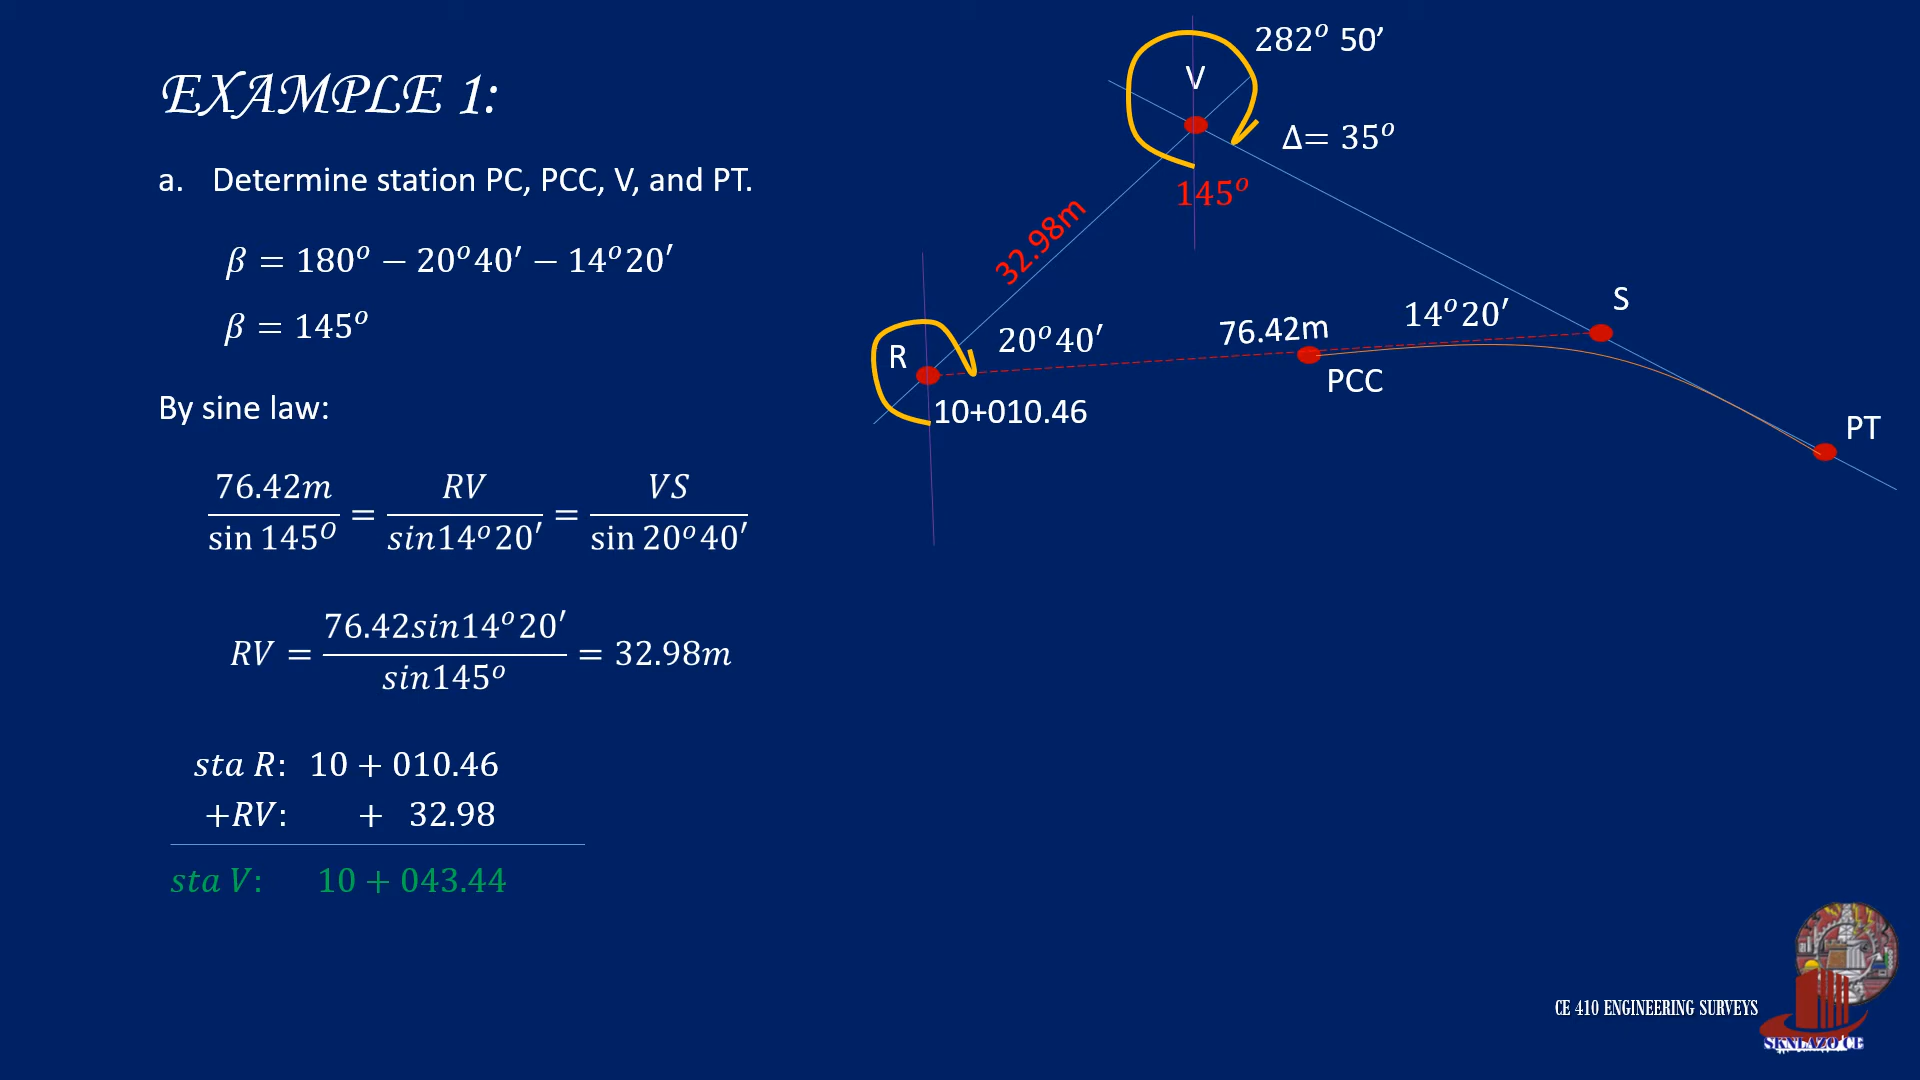 EXAMPLE 1:
a. Determine station PC, PCC, V, and PT.
β = 180° − 20°40′ − 14°20′
β = 145°
By sine law:
76.42m / sin 145° = RV / sin14°20′ = VS / sin 20°40′
RV = 76.42sin14°20′ / sin145° = 32.98m
sta R: 10 + 010.46
+RV: + 32.98
sta V: 10 + 043.44
282° 50’
V
Δ= 35°
145°
32.98m
S
14°20′
76.42m
20°40′
R
PCC
10+010.46
PT
CE 410 ENGINEERING SURVEYS
SKNLAZO CE